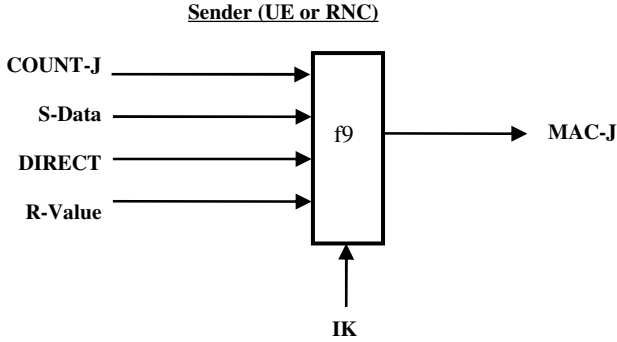 Sender (UE or RNC)
COUNT-J
S-Data
DIRECT
R-Value
f9
MAC-J
IK